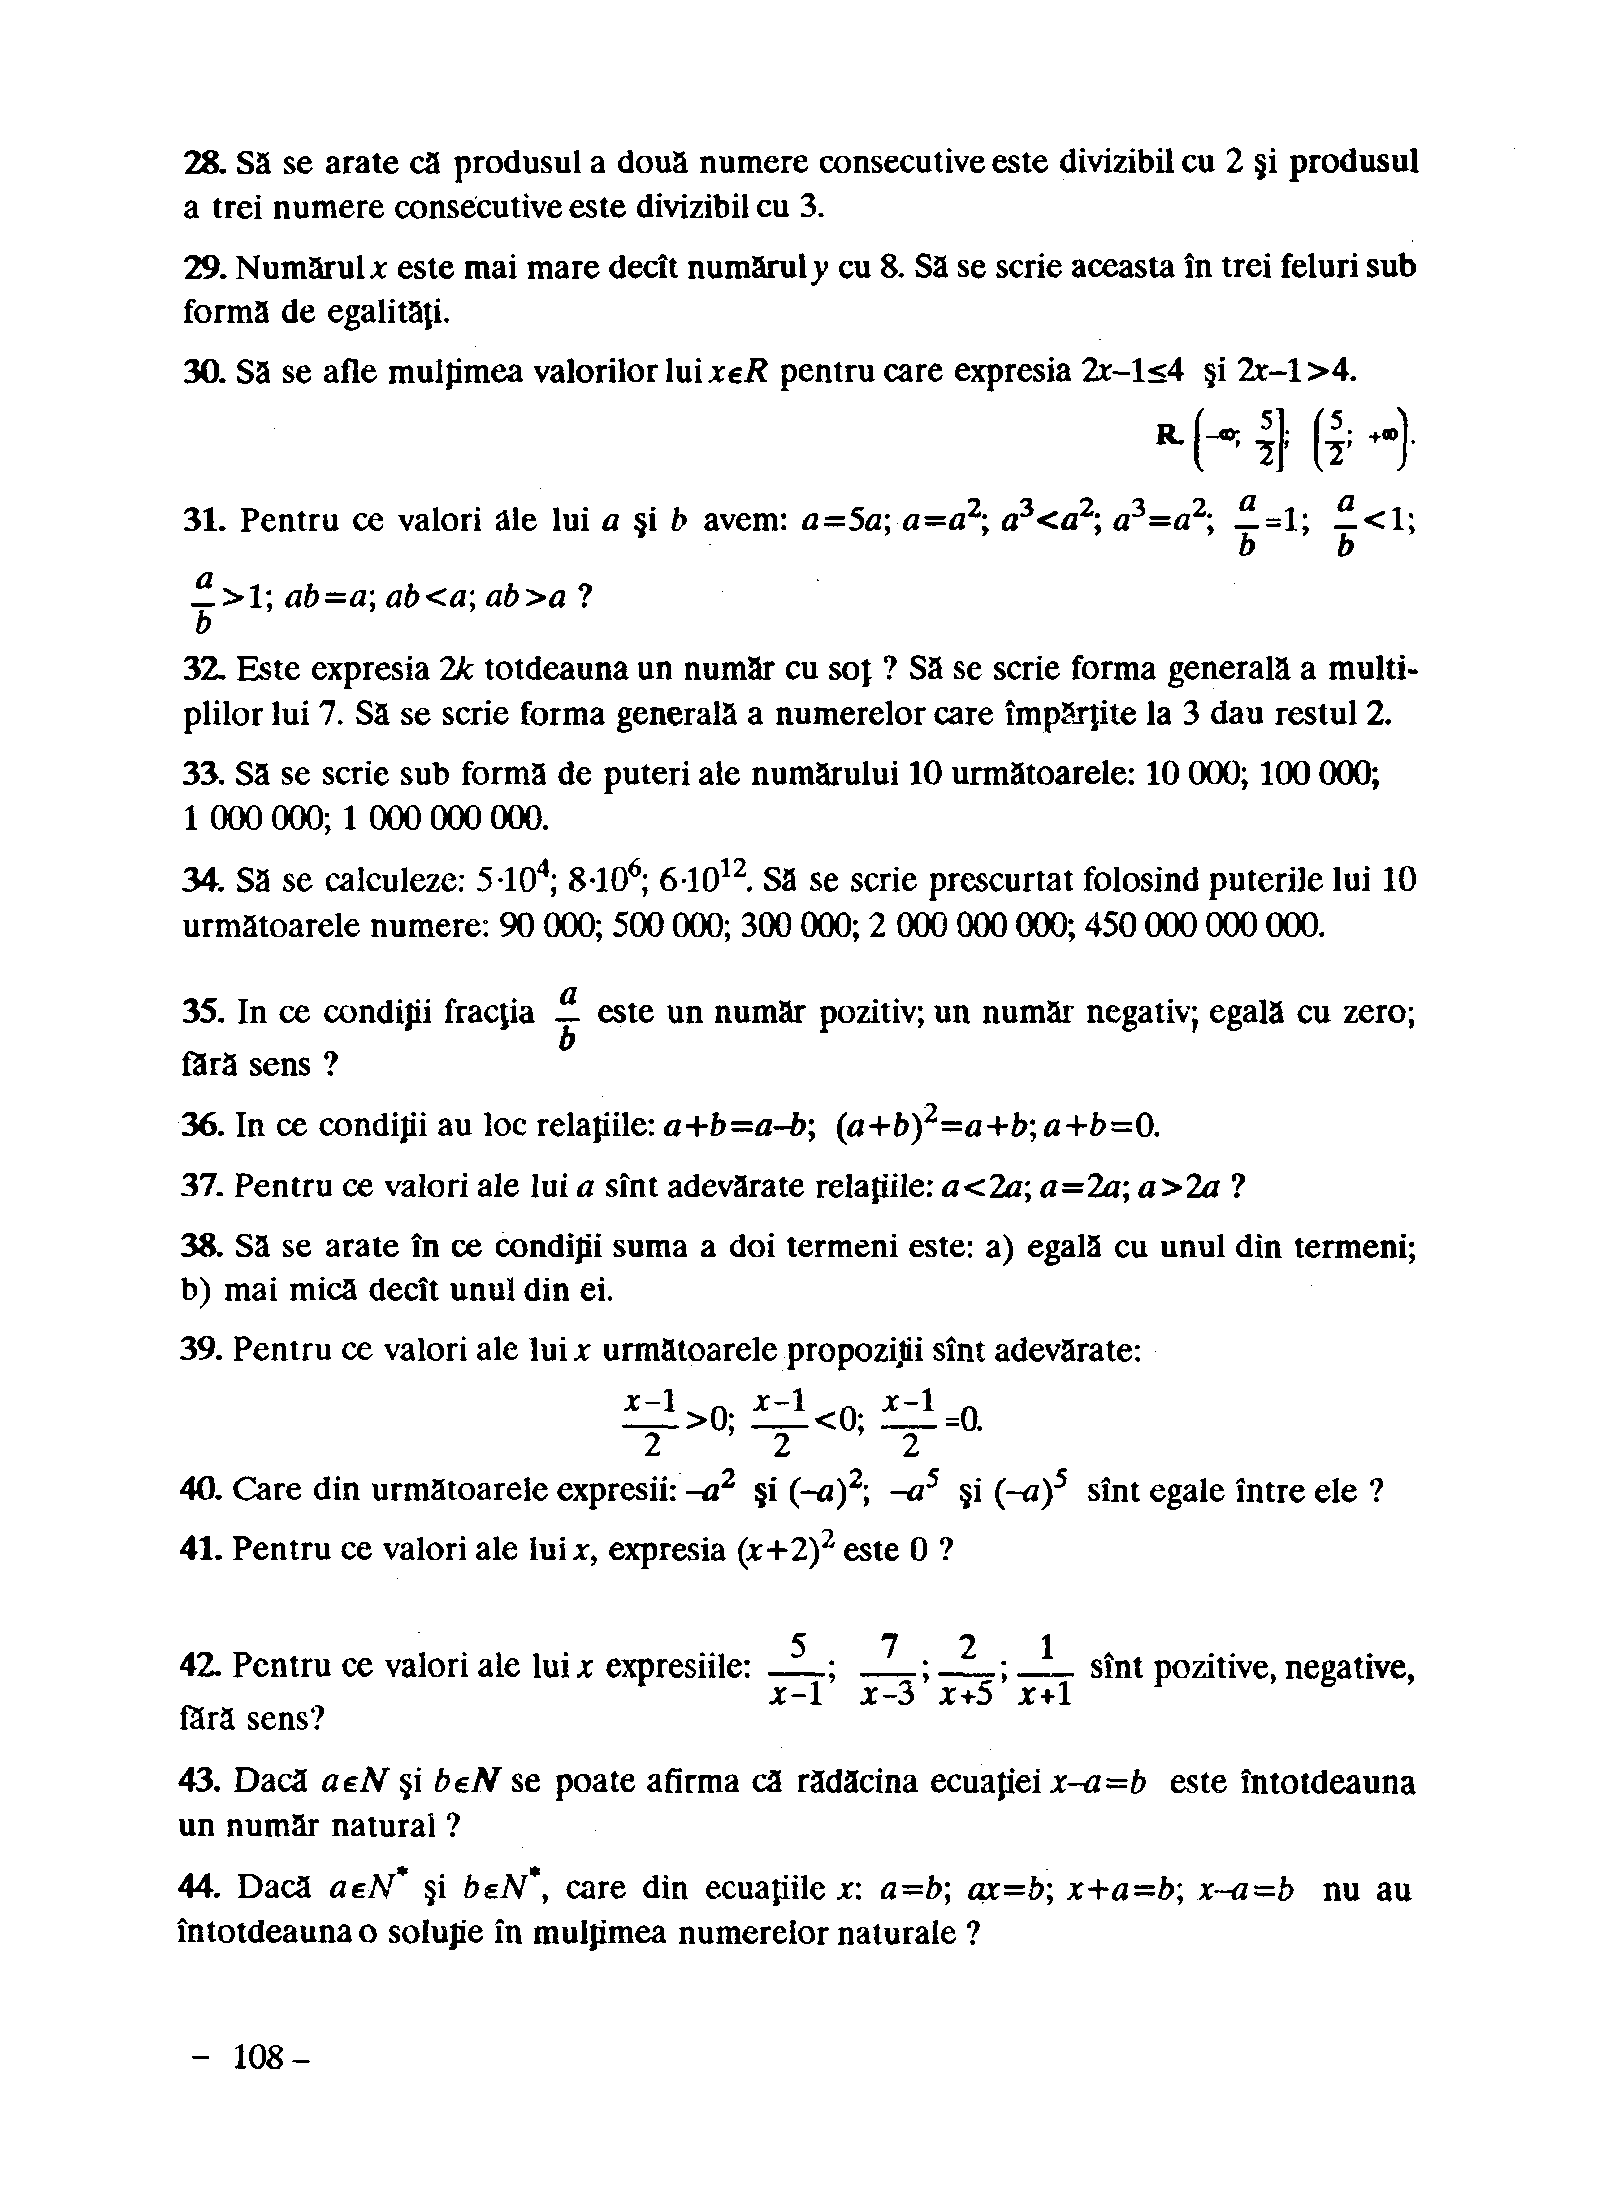 28. Să se arate că produsul a două numere consecutive este divizibil cu 2 şi produsul
a trei numere consecutive este divizibil cu 3.
29. Numărul x este mai mare decît numărul y cu 8. Să se scrie aceasta în trei feluri sub
formă de egalităţi.
30. Să se afle mulţimea valorilor lui xϵR pentru care expresia 2x–1≤4 şi 2x–1>4.
R. (–∞; 5/2]; (5/2; +∞).
31. Pentru ce valori ale lui a şi b avem: a=5a; a=a²; a³<a²; a³=a²; a/b=1; a/b<1;
a/b>1; ab=a; ab<a; ab>a ?
32. Este expresia 2k totdeauna un număr cu soţ ? Să se scrie forma generală a multi-
plilor lui 7. Să se scrie forma generală a numerelor care împărţite la 3 dau restul 2.
33. Să se scrie sub formă de puteri ale numărului 10 următoarele: 10 000; 100 000;
1 000 000; 1 000 000 000.
34. Să se calculeze: 5·10⁴; 8·10⁶; 6·10¹². Să se scrie prescurtat folosind puterile lui 10
următoarele numere: 90 000; 500 000; 300 000; 2 000 000 000; 450 000 000 000.
35. In ce condiţii fracţia a/b este un număr pozitiv; un număr negativ; egală cu zero;
fără sens ?
36. In ce condiţii au loc relaţiile: a+b=a–b; (a+b)²=a+b; a+b=0.
37. Pentru ce valori ale lui a sînt adevărate relaţiile: a<2a; a=2a; a>2a ?
38. Să se arate în ce condiţii suma a doi termeni este: a) egală cu unul din termeni;
b) mai mică decît unul din ei.
39. Pentru ce valori ale lui x următoarele propoziţii sînt adevărate:
(x–1)/2>0; (x–1)/2<0; (x–1)/2=0.
40. Care din următoarele expresii: –a² şi (–a)²; –a⁵ şi (–a)⁵ sînt egale între ele ?
41. Pentru ce valori ale lui x, expresia (x+2)² este 0 ?
42. Pentru ce valori ale lui x expresiile: 5/(x–1); 7/(x–3); 2/(x+5); 1/(x+1) sînt pozitive, negative,
fără sens?
43. Dacă aϵN şi bϵN se poate afirma că rădăcina ecuaţiei x–a=b este întotdeauna
un număr natural ?
44. Dacă aϵN* şi bϵN*, care din ecuaţiile x: a=b; ax=b; x+a=b; x–a=b nu au
întotdeauna o soluţie în mulţimea numerelor naturale ?
– 108 –